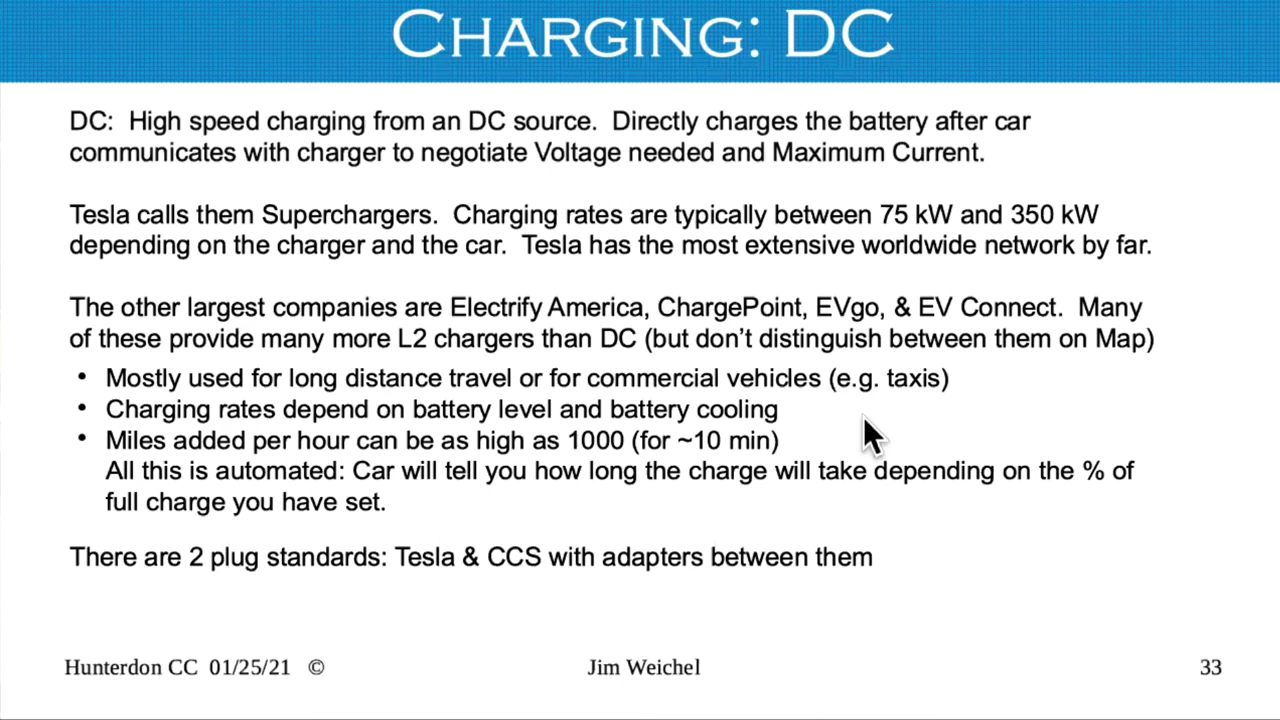 CHARGING: DC
DC:  High speed charging from an DC source.  Directly charges the battery after car
communicates with charger to negotiate Voltage needed and Maximum Current.
Tesla calls them Superchargers.  Charging rates are typically between 75 kW and 350 kW
depending on the charger and the car.  Tesla has the most extensive worldwide network by far.
The other largest companies are Electrify America, ChargePoint, EVgo, & EV Connect.  Many
of these provide many more L2 chargers than DC (but don’t distinguish between them on Map)
• Mostly used for long distance travel or for commercial vehicles (e.g. taxis)
• Charging rates depend on battery level and battery cooling
• Miles added per hour can be as high as 1000 (for ~10 min)
All this is automated: Car will tell you how long the charge will take depending on the % of
full charge you have set.
There are 2 plug standards: Tesla & CCS with adapters between them
Hunterdon CC  01/25/21  © Jim Weichel 33